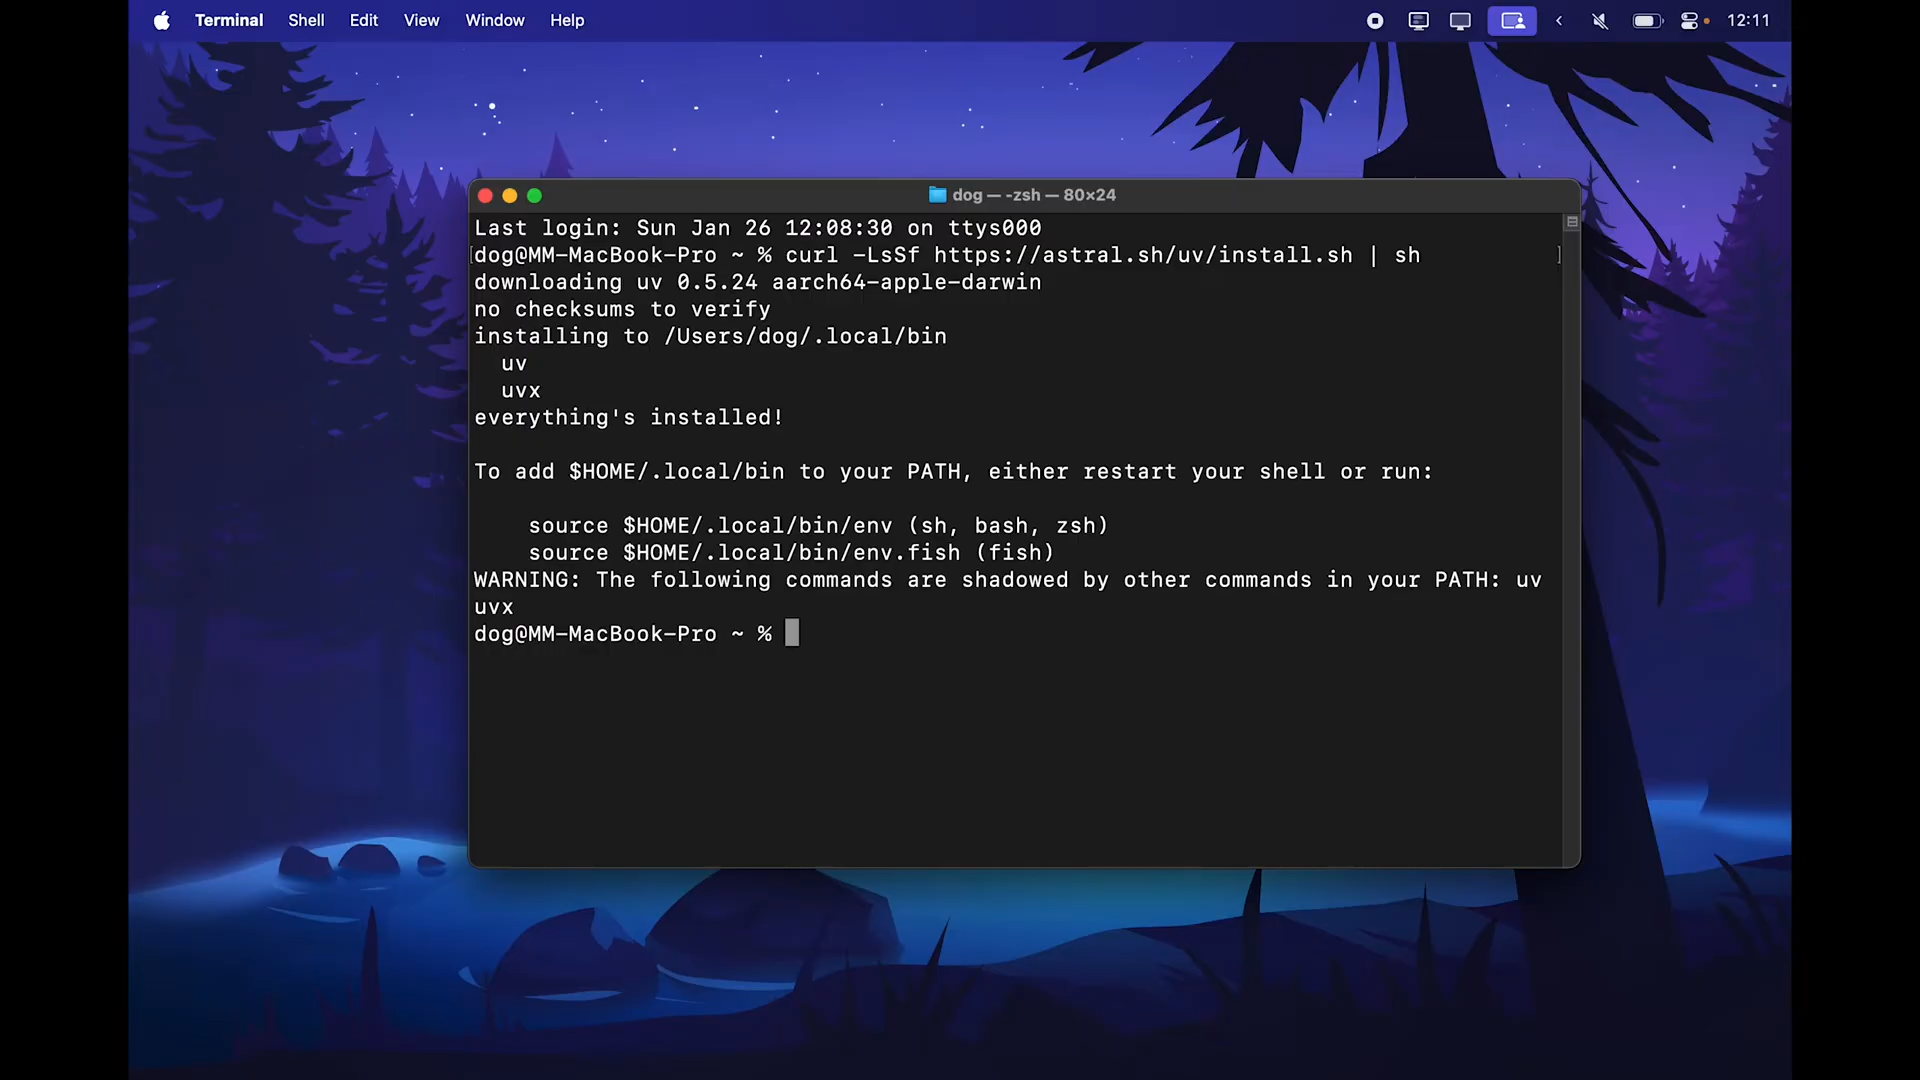 Terminal Shell Edit View Window Help 12:11
dog — -zsh — 80×24
Last login: Sun Jan 26 12:08:30 on ttys000
[dog@MM-MacBook-Pro ~ % curl -LsSf https://astral.sh/uv/install.sh | sh ]
downloading uv 0.5.24 aarch64-apple-darwin
no checksums to verify
installing to /Users/dog/.local/bin
uv
uvx
everything's installed!
To add $HOME/.local/bin to your PATH, either restart your shell or run:
source $HOME/.local/bin/env (sh, bash, zsh)
source $HOME/.local/bin/env.fish (fish)
WARNING: The following commands are shadowed by other commands in your PATH: uv
uvx
dog@MM-MacBook-Pro ~ %